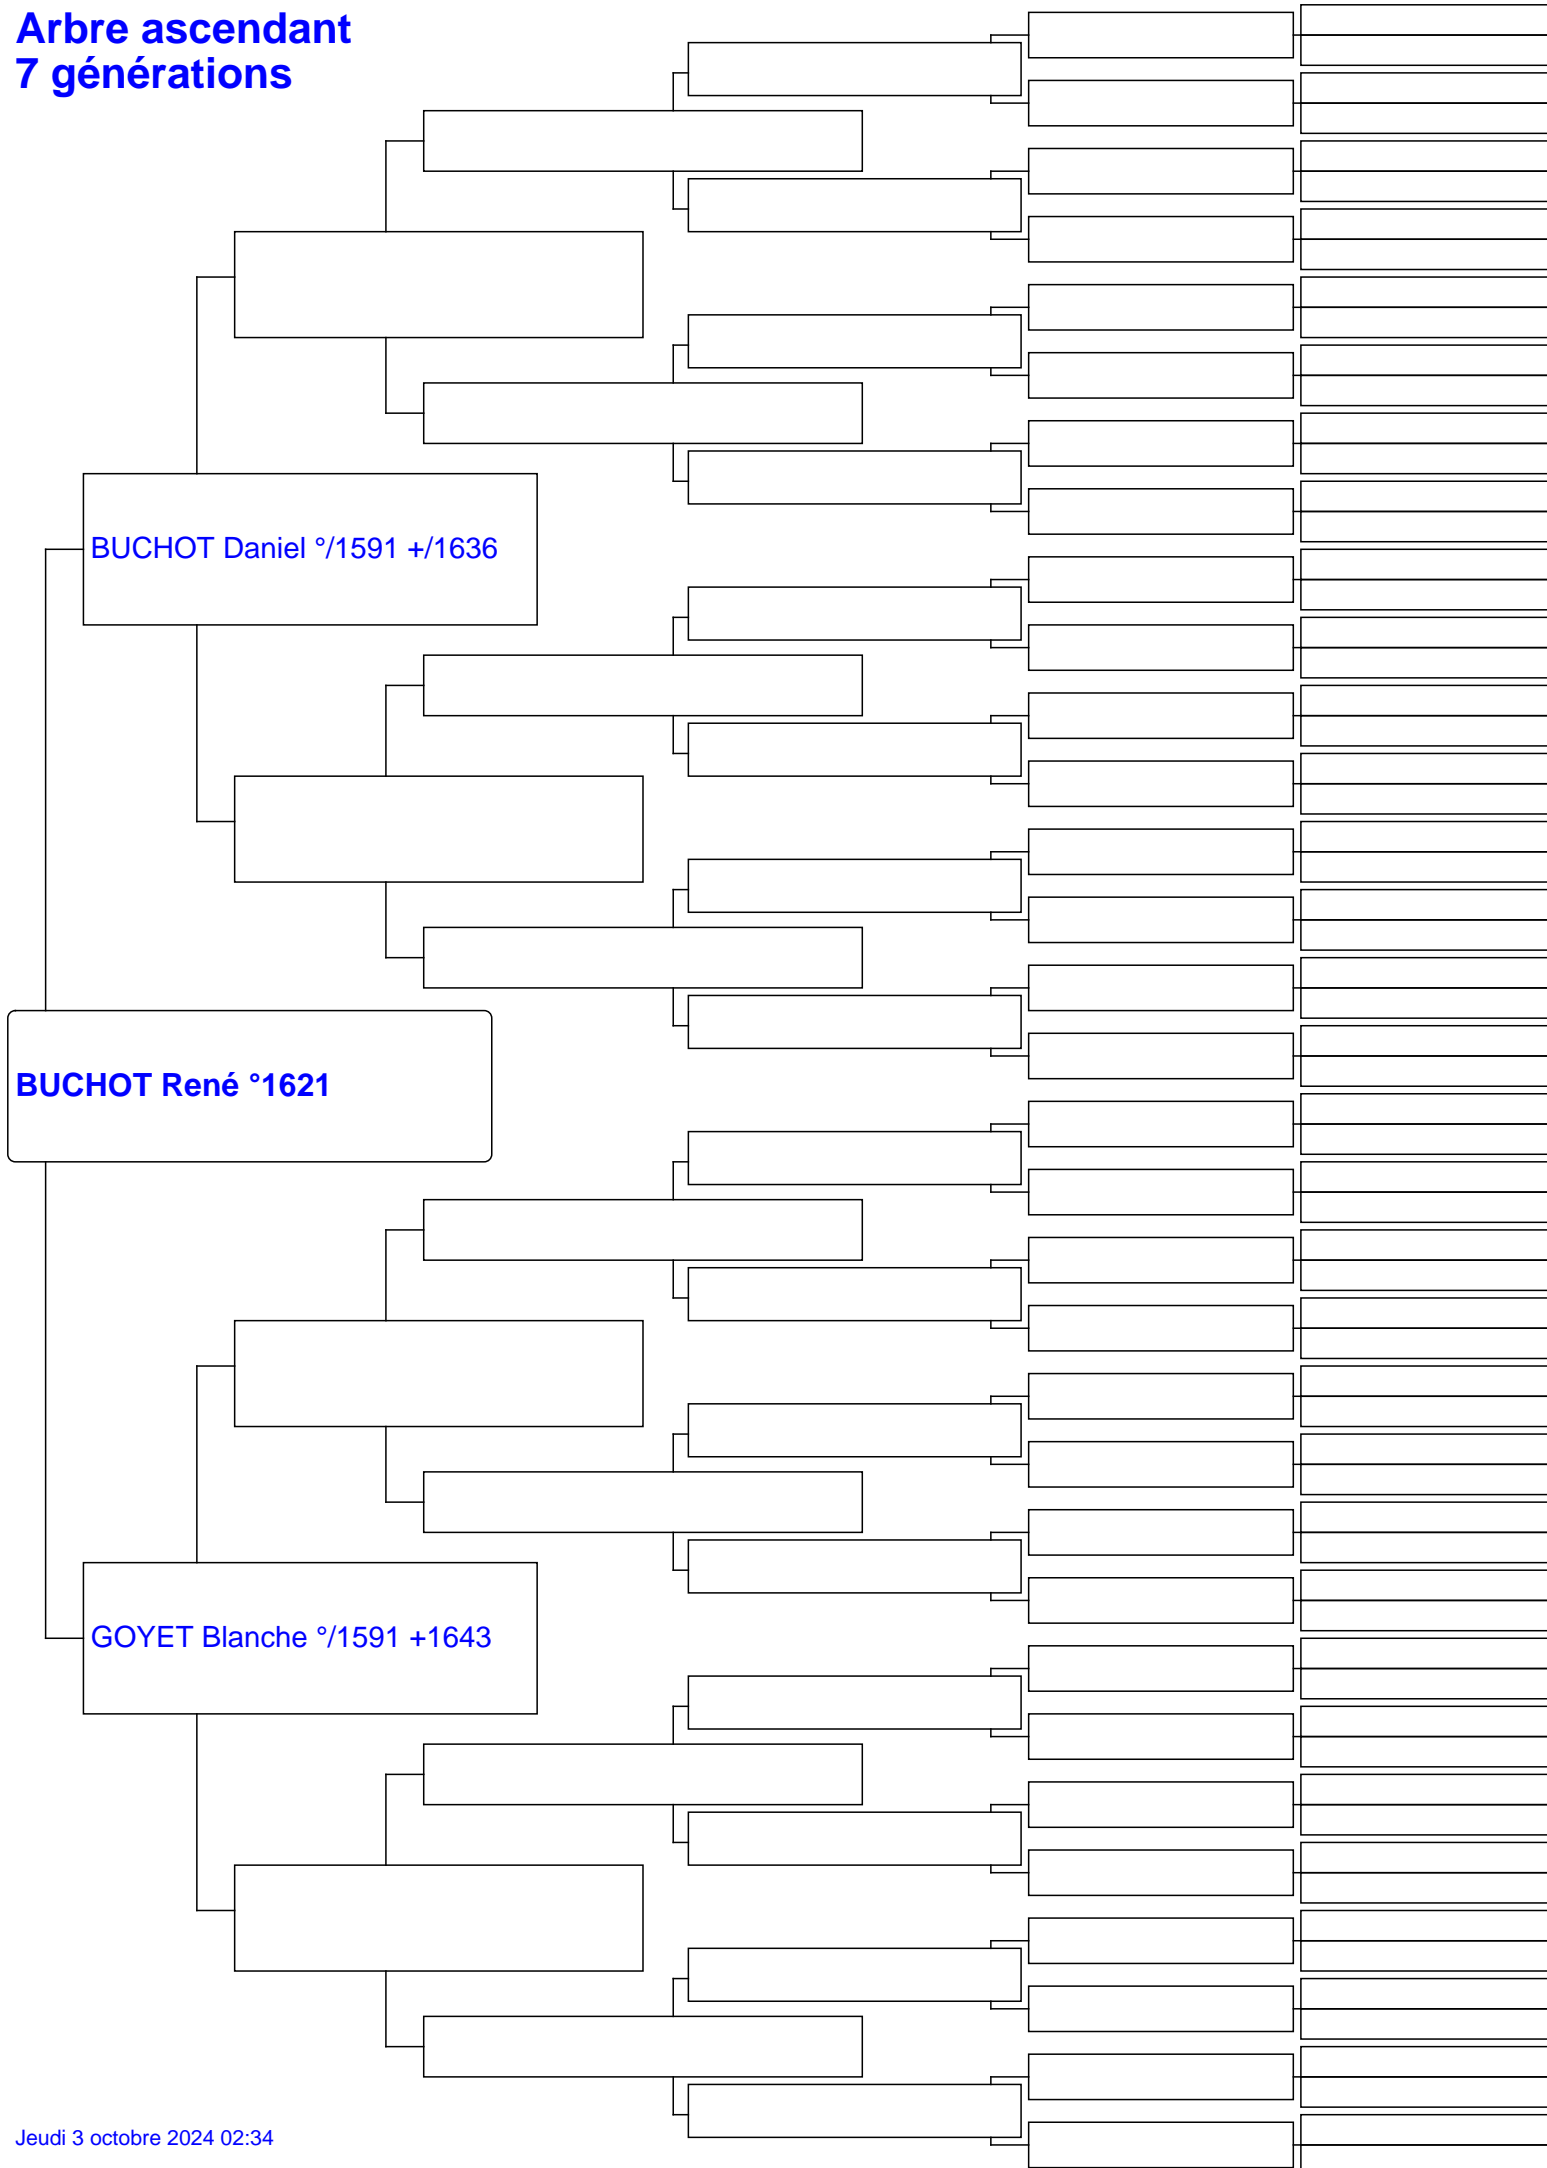 Arbre ascendant
7 générations
BUCHOT Daniel °/1591 +/1636
BUCHOT René °1621
GOYET Blanche °/1591 +1643
Jeudi 3 octobre 2024 02:34